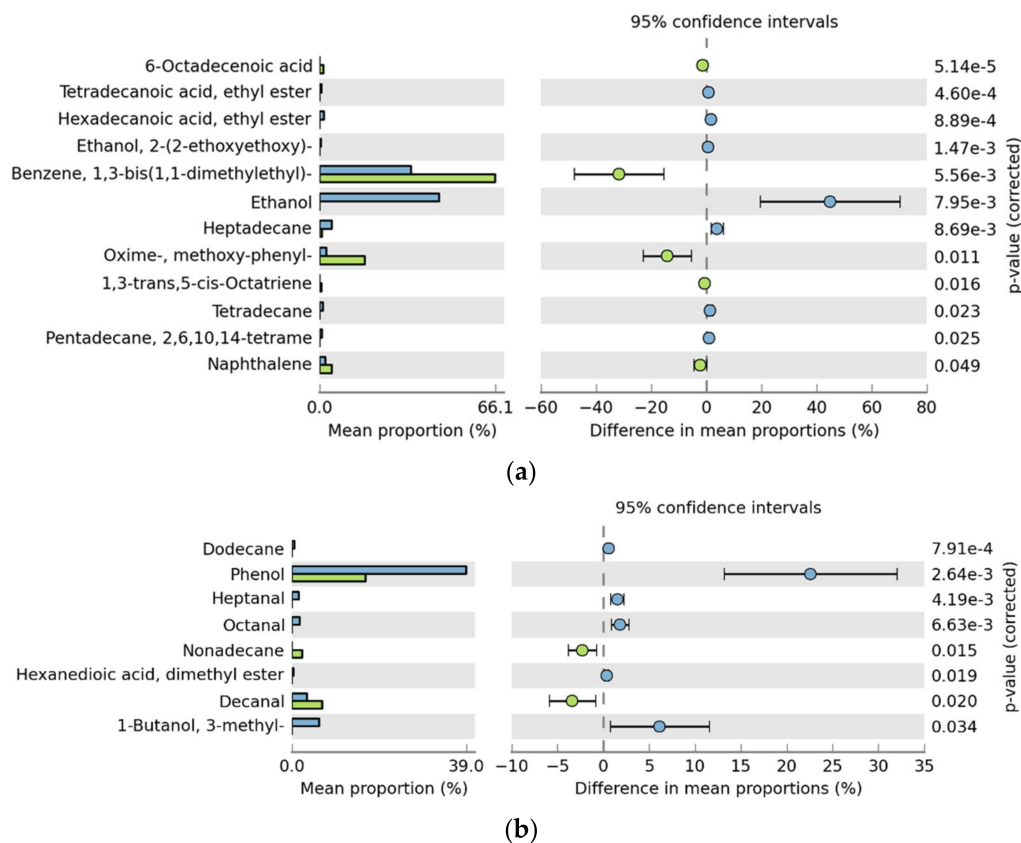 95% confidence intervals
6-Octadecenoic acid 5.14e-5
Tetradecanoic acid, ethyl ester 4.60e-4
Hexadecanoic acid, ethyl ester 8.89e-4
Ethanol, 2-(2-ethoxyethoxy)- 1.47e-3
Benzene, 1,3-bis(1,1-dimethylethyl)- 5.56e-3
Ethanol 7.95e-3
Heptadecane 8.69e-3
Oxime-, methoxy-phenyl- 0.011
1,3-trans,5-cis-Octatriene 0.016
Tetradecane 0.023
Pentadecane, 2,6,10,14-tetrame 0.025
Naphthalene 0.049
p-value (corrected)
0.0 66.1 −60 −40 −20 0 20 40 60 80
Mean proportion (%) Difference in mean proportions (%)
(a)
95% confidence intervals
Dodecane 7.91e-4
Phenol 2.64e-3
Heptanal 4.19e-3
Octanal 6.63e-3
Nonadecane 0.015
Hexanedioic acid, dimethyl ester 0.019
Decanal 0.020
1-Butanol, 3-methyl- 0.034
p-value (corrected)
0.0 39.0 −10 −5 0 5 10 15 20 25 30 35
Mean proportion (%) Difference in mean proportions (%)
(b)